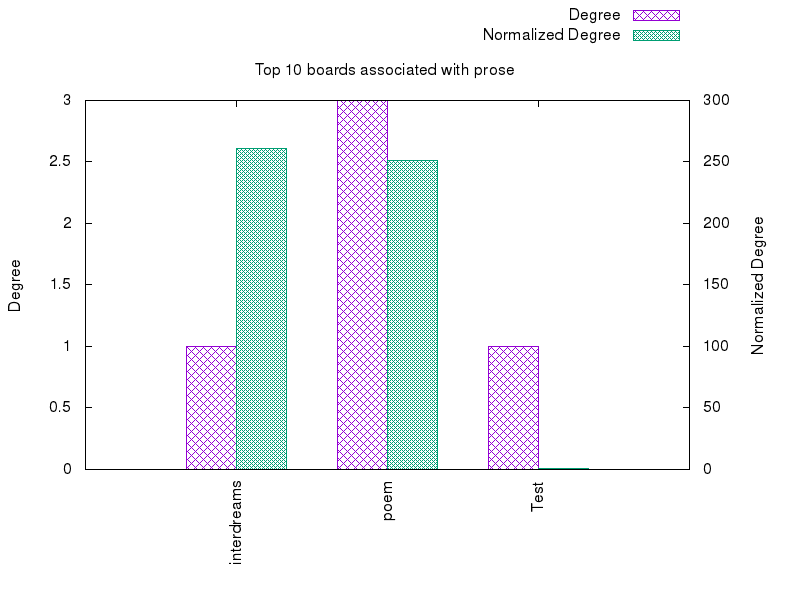 Degree
Normalized Degree
Top 10 boards associated with prose
3
2.5
2
1.5
1
0.5
0
300
250
200
150
100
50
0
Degree
Normalized Degree
interdreams
poem
Test